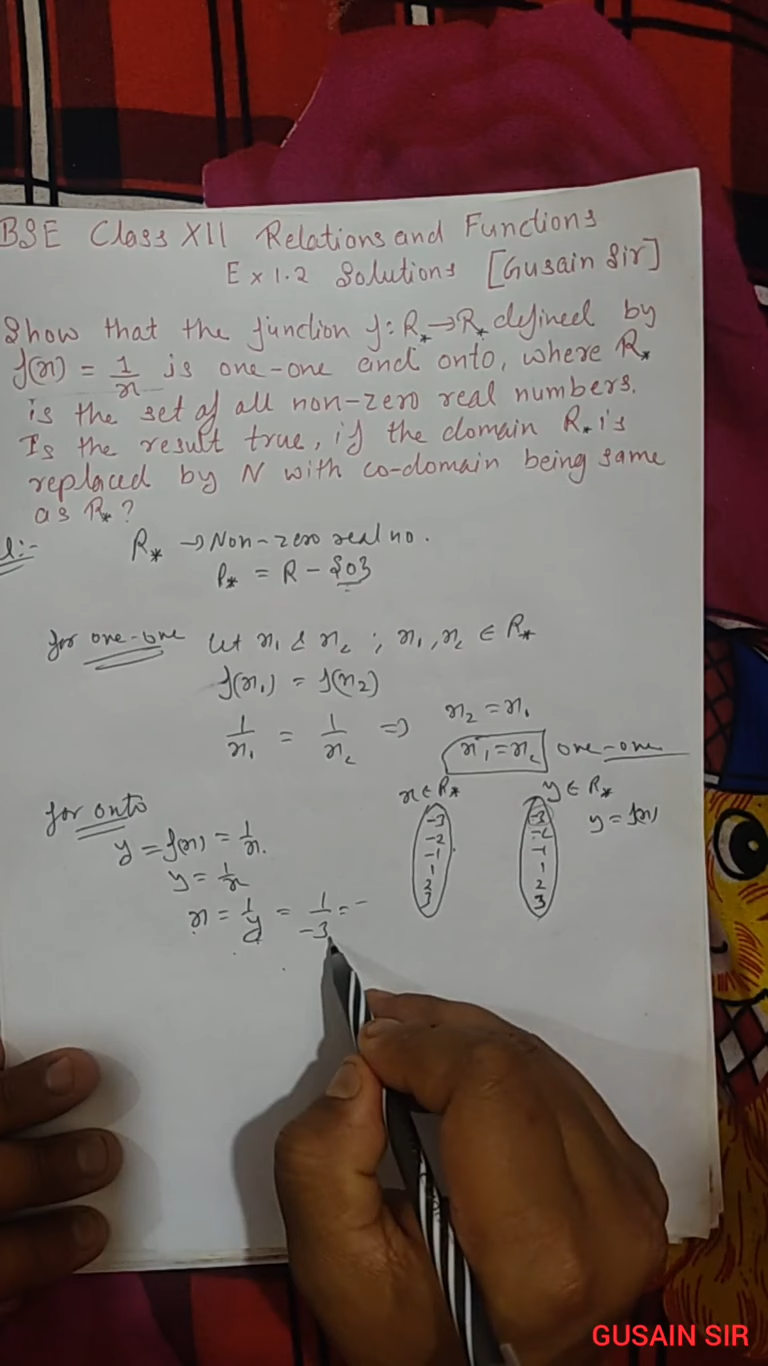 BSE Class XII Relations and Functions
Ex 1.2 Solutions [Gusain Sir]
Show that the function f: R* → R* defined by
f(x) = 1/x is one-one and onto, where R*
is the set of all non-zero real numbers.
Is the result true, if the domain R* is
replaced by N with co-domain being same
as R*?
l:- R* → Non-zero real no.
R* = R - {0}
for one-one let x₁ & x₂ ; x₁, x₂ ∈ R*
f(x₁) = f(x₂)
1/x₁ = 1/x₂ ⇒ x₂ = x₁
x₁ = x₂ one-one
for onto
y = f(x) = 1/x.
y = 1/x
x = 1/y = 1/-3 = -
x ∈ R*
-3
-2
-1
1
2
3
y ∈ R*
-3
-2
-1
1
2
3
y = f(x)
GUSAIN SIR